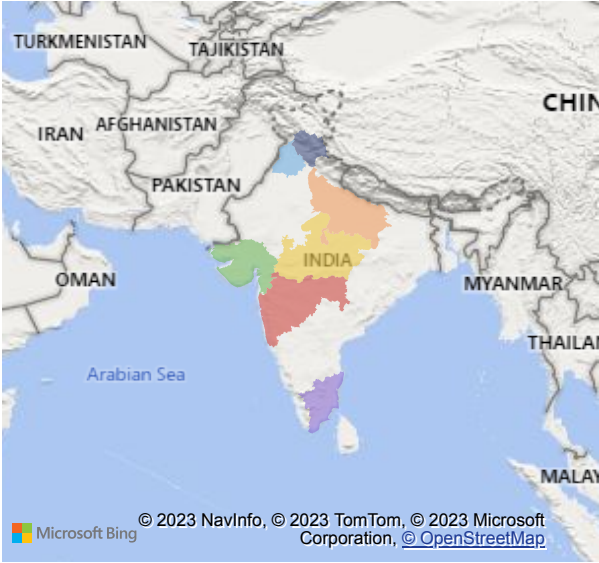 TURKMENISTAN
TAJIKISTAN
CHIN
IRAN
AFGHANISTAN
PAKISTAN
INDIA
OMAN
MYANMAR
THAILAN
Arabian Sea
MALAY
Microsoft Bing
© 2023 NavInfo, © 2023 TomTom, © 2023 Microsoft
Corporation, © OpenStreetMap